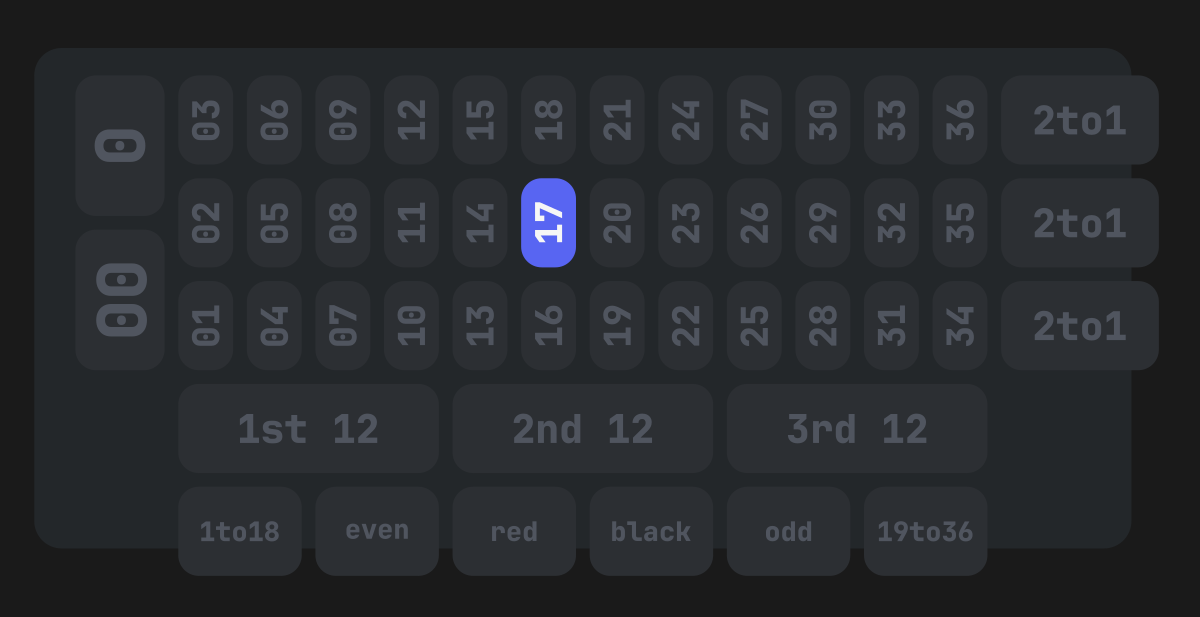 0 03 06 09 12 15 18 21 24 27 30 33 36 2to1
00 02 05 08 11 14 17 20 23 26 29 32 35 2to1
01 04 07 10 13 16 19 22 25 28 31 34 2to1
1st 12 2nd 12 3rd 12
1to18 even red black odd 19to36